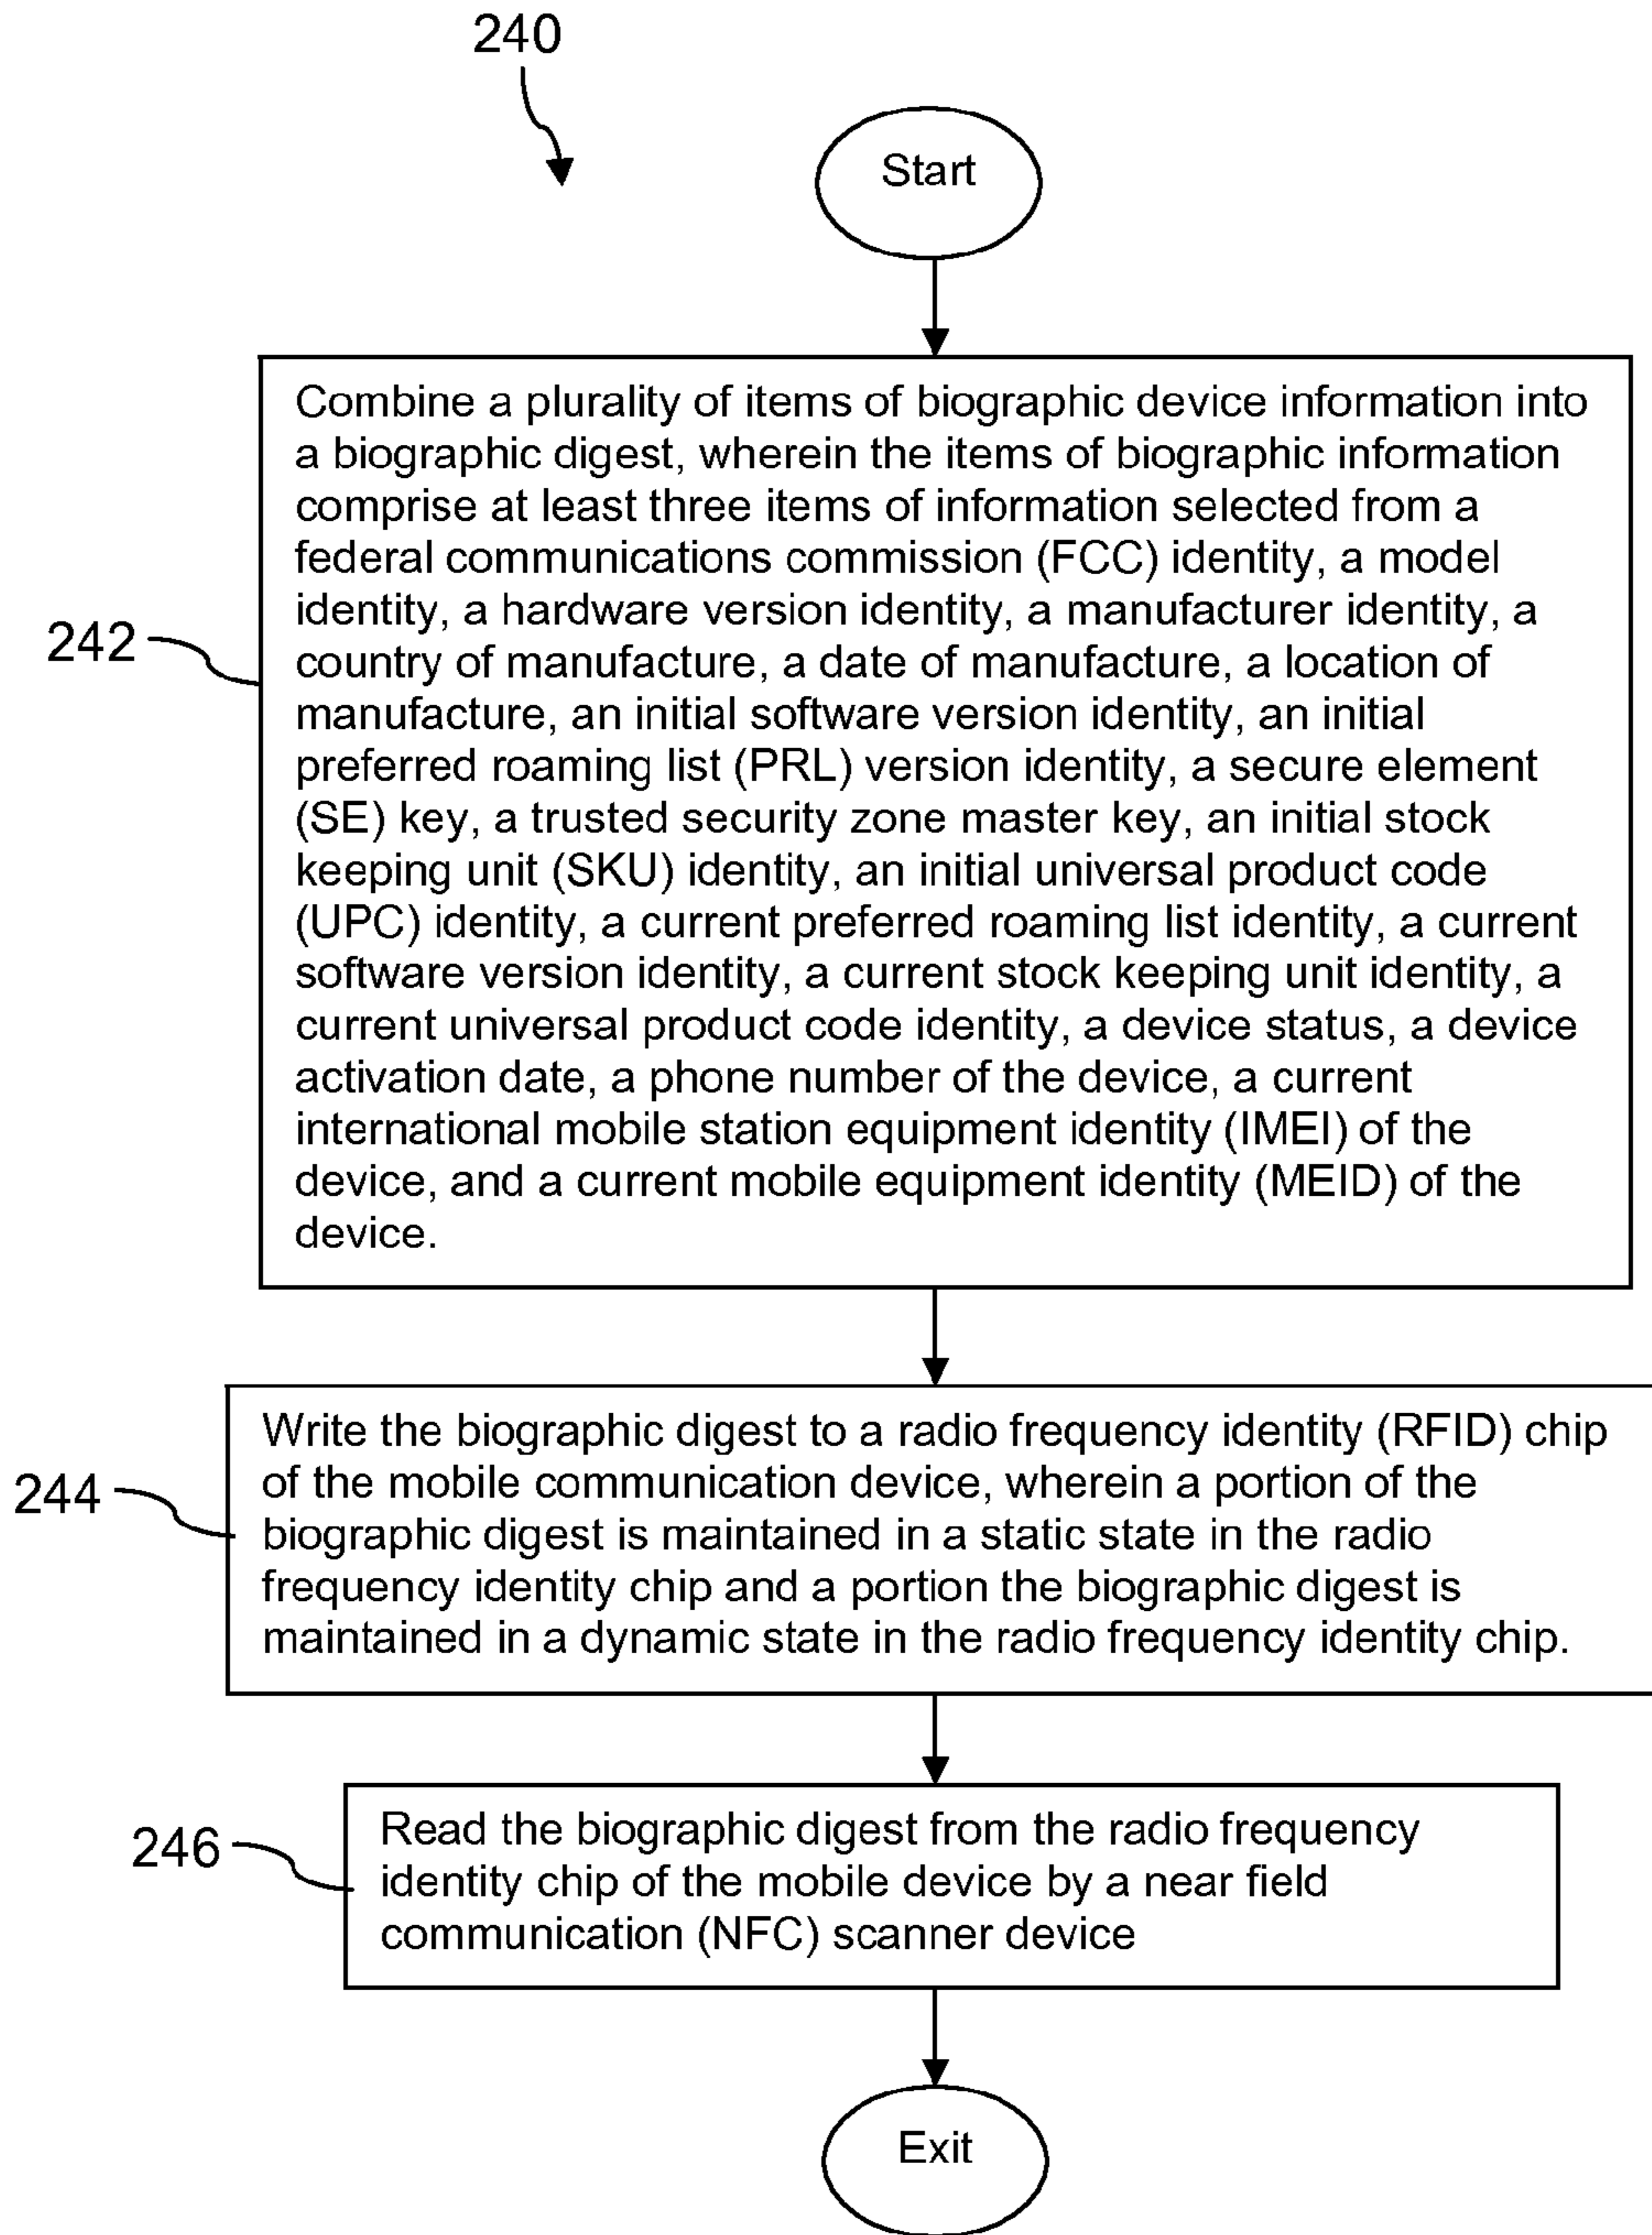 240
Start
242
Combine a plurality of items of biographic device information into
a biographic digest, wherein the items of biographic information
comprise at least three items of information selected from a
federal communications commission (FCC) identity, a model
identity, a hardware version identity, a manufacturer identity, a
country of manufacture, a date of manufacture, a location of
manufacture, an initial software version identity, an initial
preferred roaming list (PRL) version identity, a secure element
(SE) key, a trusted security zone master key, an initial stock
keeping unit (SKU) identity, an initial universal product code
(UPC) identity, a current preferred roaming list identity, a current
software version identity, a current stock keeping unit identity, a
current universal product code identity, a device status, a device
activation date, a phone number of the device, a current
international mobile station equipment identity (IMEI) of the
device, and a current mobile equipment identity (MEID) of the
device.
244
Write the biographic digest to a radio frequency identity (RFID) chip
of the mobile communication device, wherein a portion of the
biographic digest is maintained in a static state in the radio
frequency identity chip and a portion the biographic digest is
maintained in a dynamic state in the radio frequency identity chip.
246
Read the biographic digest from the radio frequency
identity chip of the mobile device by a near field
communication (NFC) scanner device
Exit